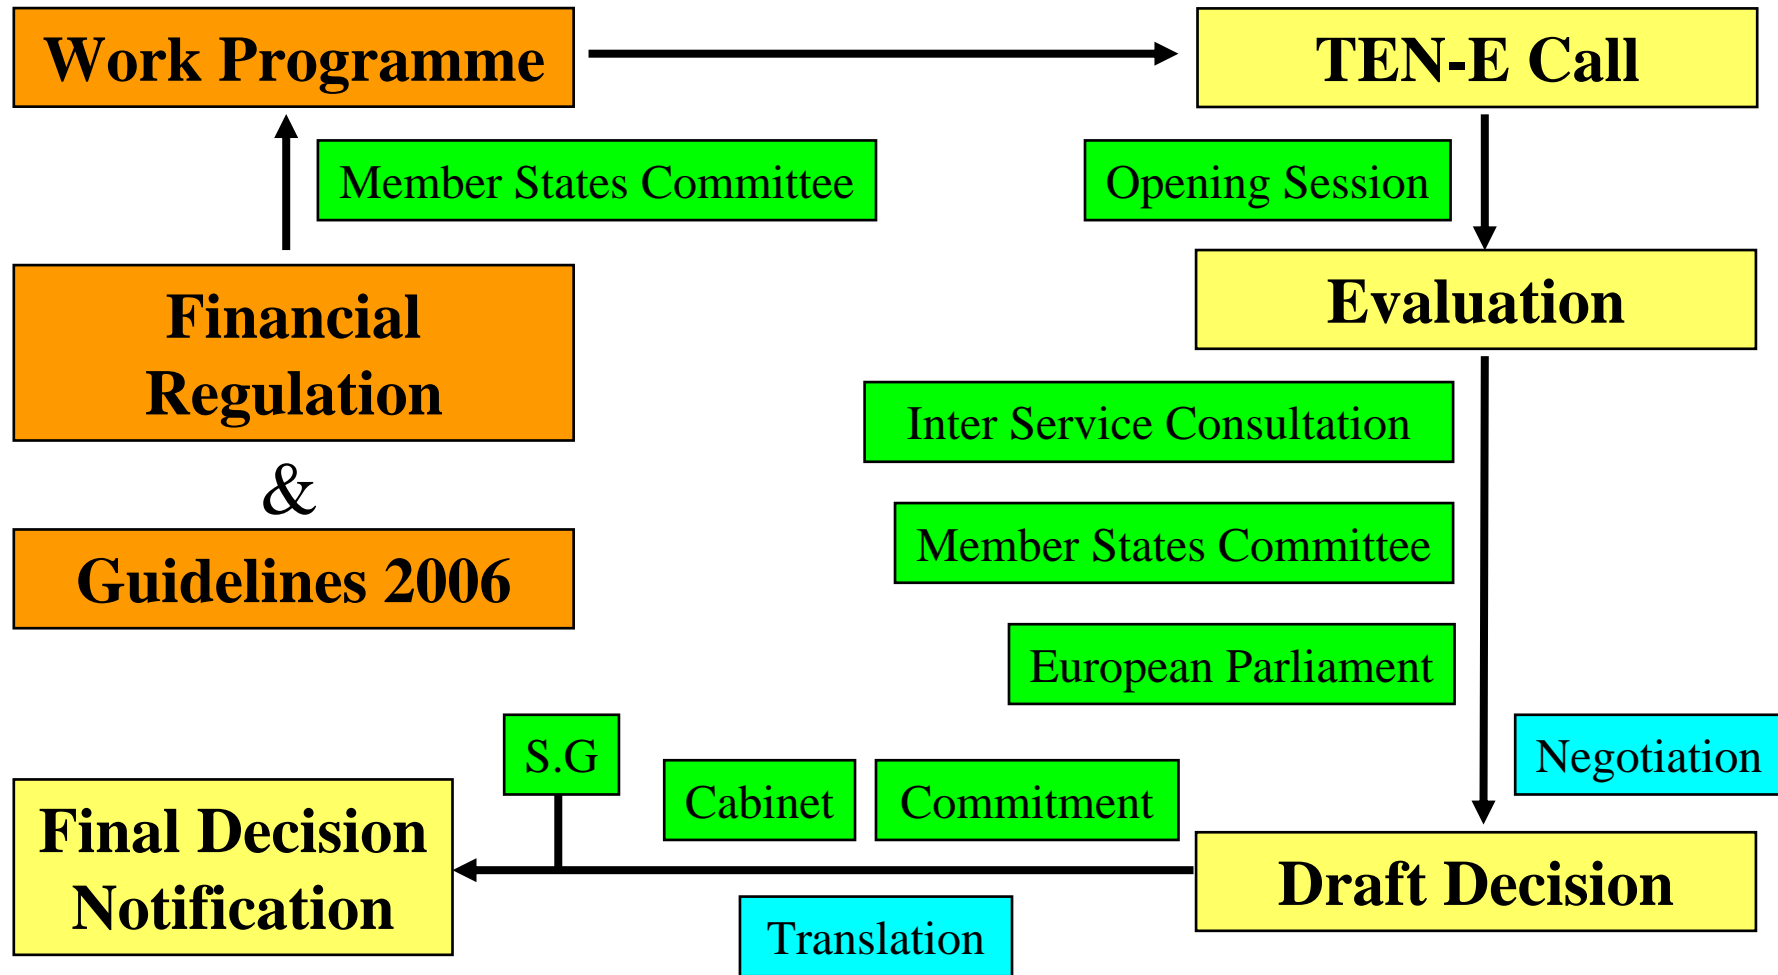 Work Programme
TEN-E Call
Member States Committee
Opening Session
Financial
Regulation
&
Guidelines 2006
Evaluation
Inter Service Consultation
Member States Committee
European Parliament
Negotiation
S.G
Cabinet
Commitment
Final Decision
Notification
Translation
Draft Decision